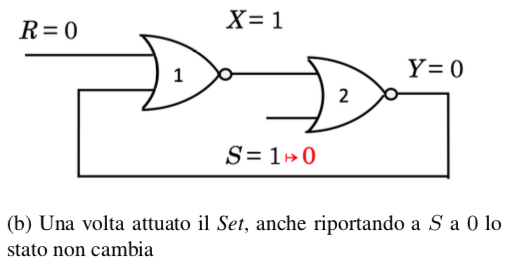 X = 1
R = 0
Y = 0
1
2
S = 1 ↦ 0
(b) Una volta attuato il Set, anche riportando a S a 0 lo
stato non cambia